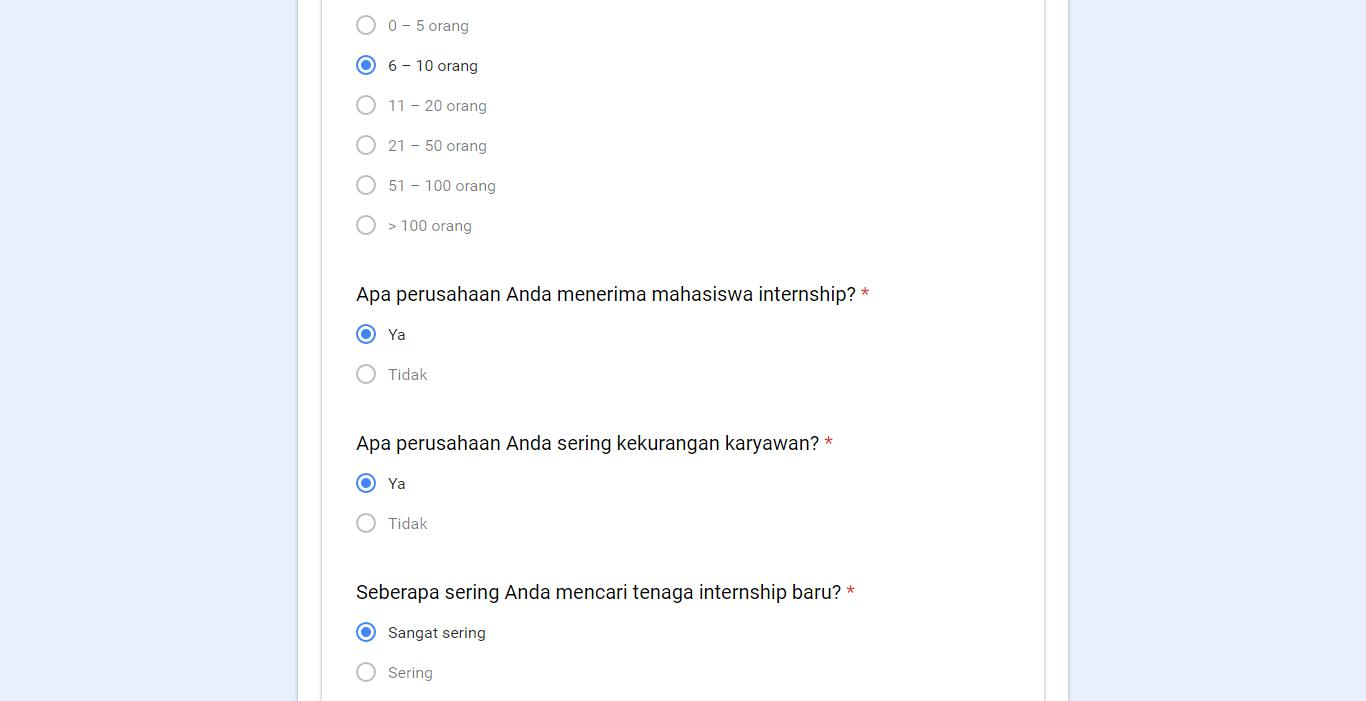 0 – 5 orang
6 – 10 orang
11 – 20 orang
21 – 50 orang
51 – 100 orang
> 100 orang
Apa perusahaan Anda menerima mahasiswa internship? *
Ya
Tidak
Apa perusahaan Anda sering kekurangan karyawan? *
Ya
Tidak
Seberapa sering Anda mencari tenaga internship baru? *
Sangat sering
Sering